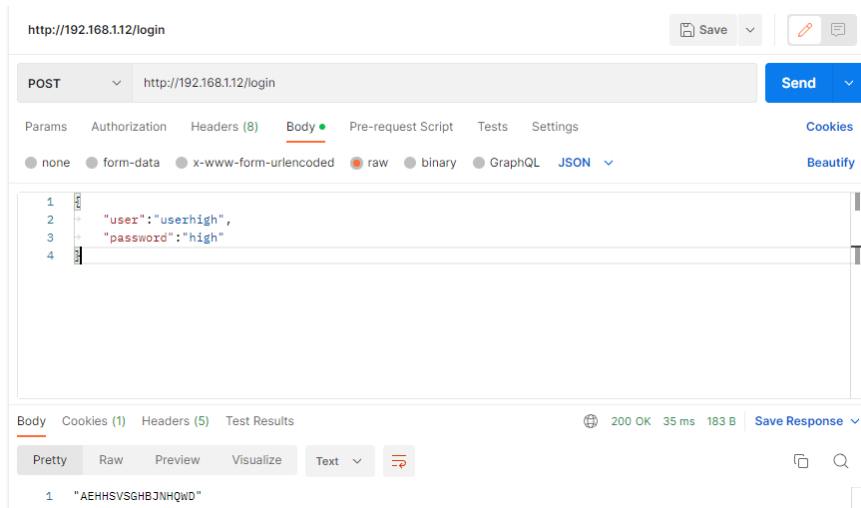 http://192.168.1.12/login Save
POST http://192.168.1.12/login Send
Params Authorization Headers (8) Body Pre-request Script Tests Settings Cookies
none form-data x-www-form-urlencoded raw binary GraphQL JSON Beautify
1 {
2 "user":"userhigh",
3 "password":"high"
4 }
Body Cookies (1) Headers (5) Test Results 200 OK 35 ms 183 B Save Response
Pretty Raw Preview Visualize Text
1 "AEHHSVSGHBJNHQWD"